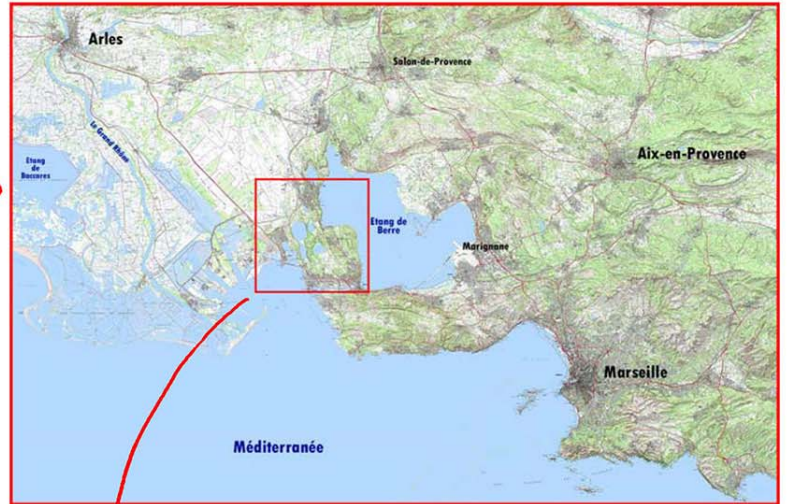 Arles
Salon-de-Provence
Le Grand Rhône
Aix-en-Provence
Etang
de
Vaccares
Etang de
Berre
Marignane
Marseille
Méditerranée